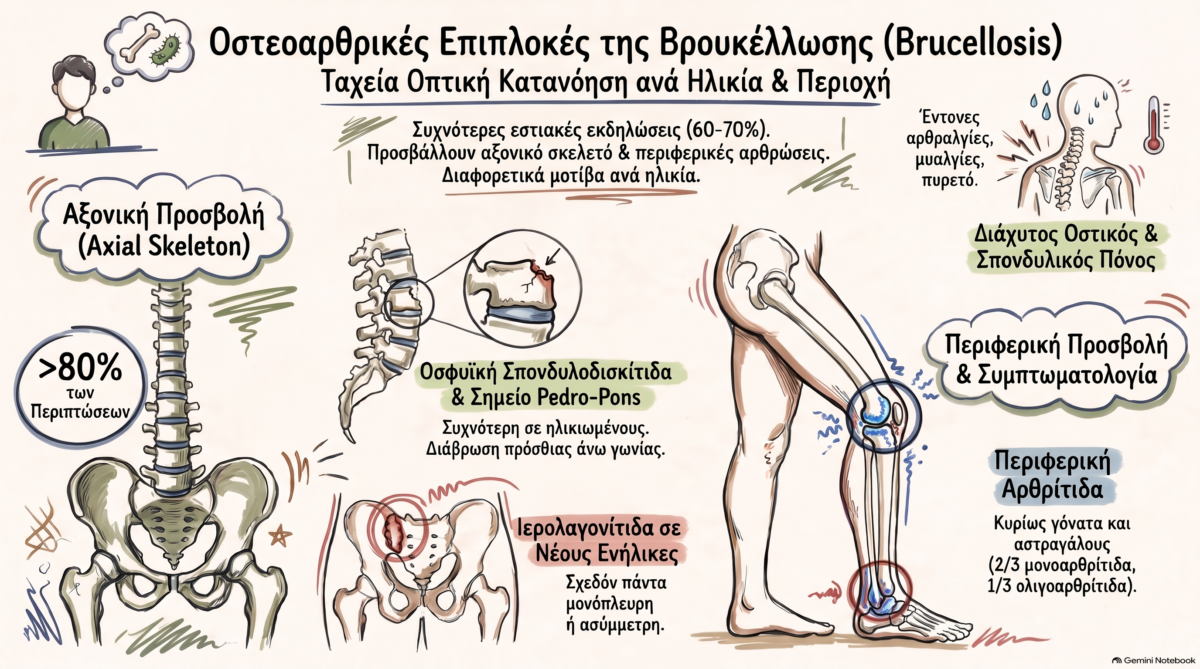 Οστεοαρθρικές Επιπλοκές της Βρουκέλλωσης (Brucellosis)
Ταχεία Οπτική Κατανόηση ανά Ηλικία & Περιοχή
Συχνότερες εστιακές εκδηλώσεις (60-70%).
Προσβάλλουν αξονικό σκελετό & περιφερικές αρθρώσεις.
Διαφορετικά μοτίβα ανά ηλικία.
Έντονες
αρθραλγίες,
μυαλγίες,
πυρετό.
Διάχυτος Οστικός &
Σπονδυλικός Πόνος
Αξονική Προσβολή
(Axial Skeleton)
>80%
των
Περιπτώσεων
Οσφυϊκή Σπονδυλοδισκίτιδα
& Σημείο Pedro-Pons
Συχνότερη σε ηλικιωμένους.
Διάβρωση πρόσθιας άνω γωνίας.
Ιερολαγονίτιδα σε
Νέους Ενήλικες
Σχεδόν πάντα
μονόπλευρη
ή ασύμμετρη.
Περιφερική Προσβολή
& Συμπτωματολογία
Περιφερική
Αρθρίτιδα
Κυρίως γόνατα και
αστραγάλους
(2/3 μονοαρθρίτιδα,
1/3 ολιγοαρθρίτιδα).
Gemini Notebook